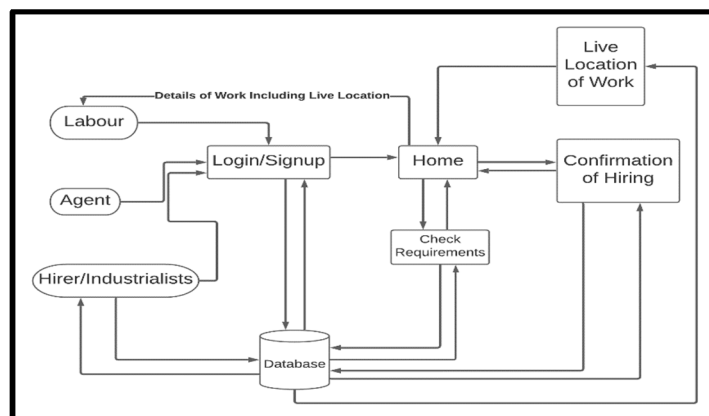 Live
Location
of Work
Details of Work Including Live Location
Labour
Login/Signup
Home
Confirmation
of Hiring
Agent
Check
Requirements
Hirer/Industrialists
Database